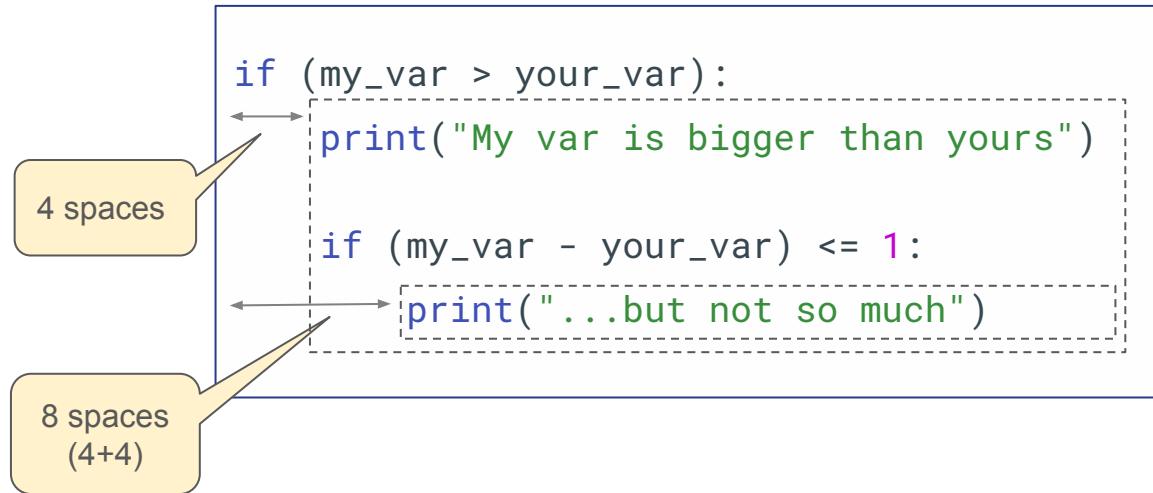 if (my_var > your_var):
print("My var is bigger than yours")
4 spaces
if (my_var - your_var) <= 1:
print("...but not so much")
8 spaces
(4+4)